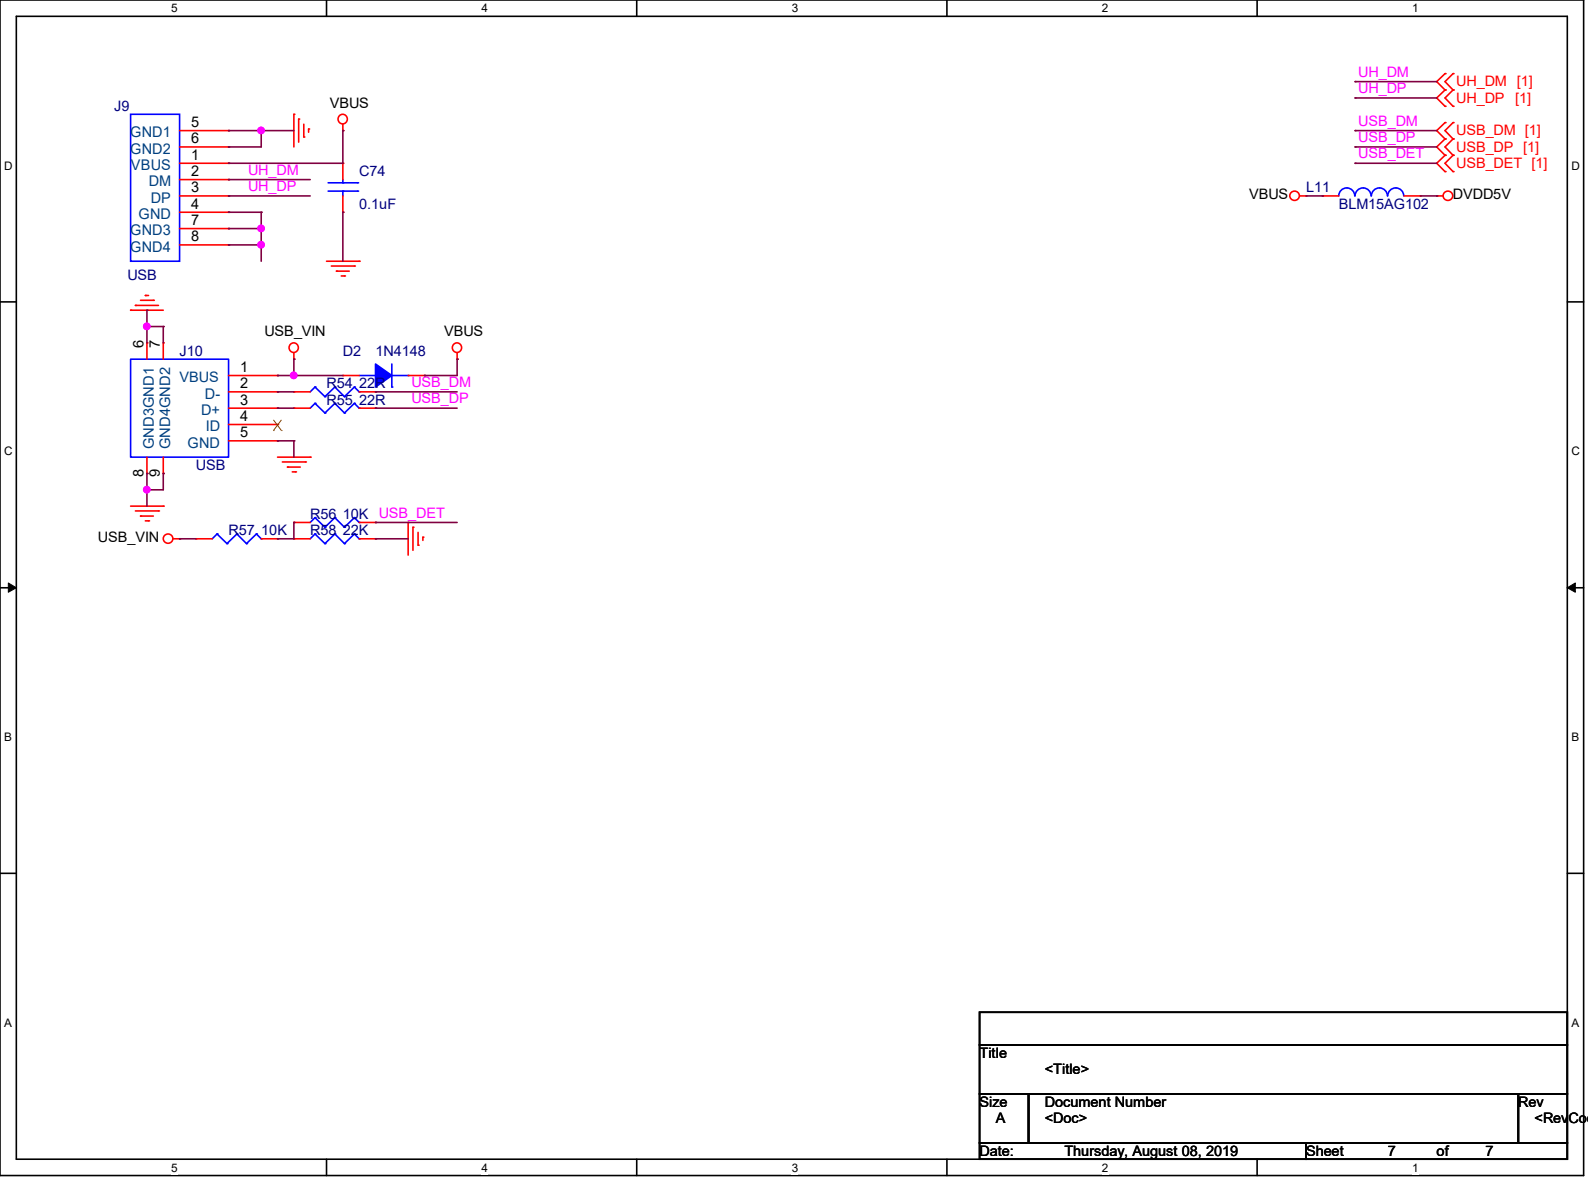 5 4 3 2 1
D
C
B
A
D
C
B
A
J9
GND1 5
GND2 6
VBUS 1
DM 2 UH_DM
DP 3 UH_DP
GND 4
GND3 7
GND4 8
USB
VBUS
C74
0.1uF
6 7
J10
GND3GND1
GND4GND2
VBUS 1
D- 2
D+ 3
ID 4
GND 5
USB
8 9
USB_VIN
D2 1N4148
VBUS
R54 22R USB_DM
R55 22R USB_DP
USB_VIN
R57 10K
R56 10K USB_DET
R58 22K
UH_DM UH_DM [1]
UH_DP UH_DP [1]
USB_DM USB_DM [1]
USB_DP USB_DP [1]
USB_DET USB_DET [1]
VBUS L11 DVDD5V
BLM15AG102
Title
<Title>
Size Document Number Rev
A <Doc> <RevCo
Date: Thursday, August 08, 2019 Sheet 7 of 7
5 4 3 2 1